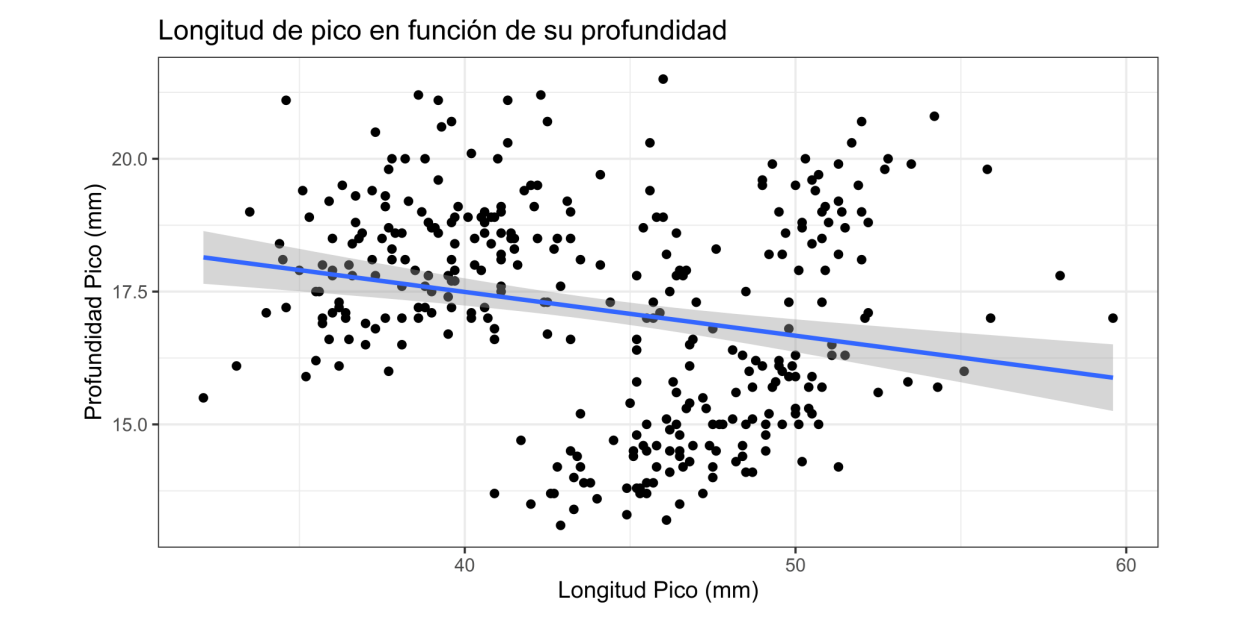 Longitud de pico en función de su profundidad
Profundidad Pico (mm)
20.0
17.5
15.0
40
50
60
Longitud Pico (mm)